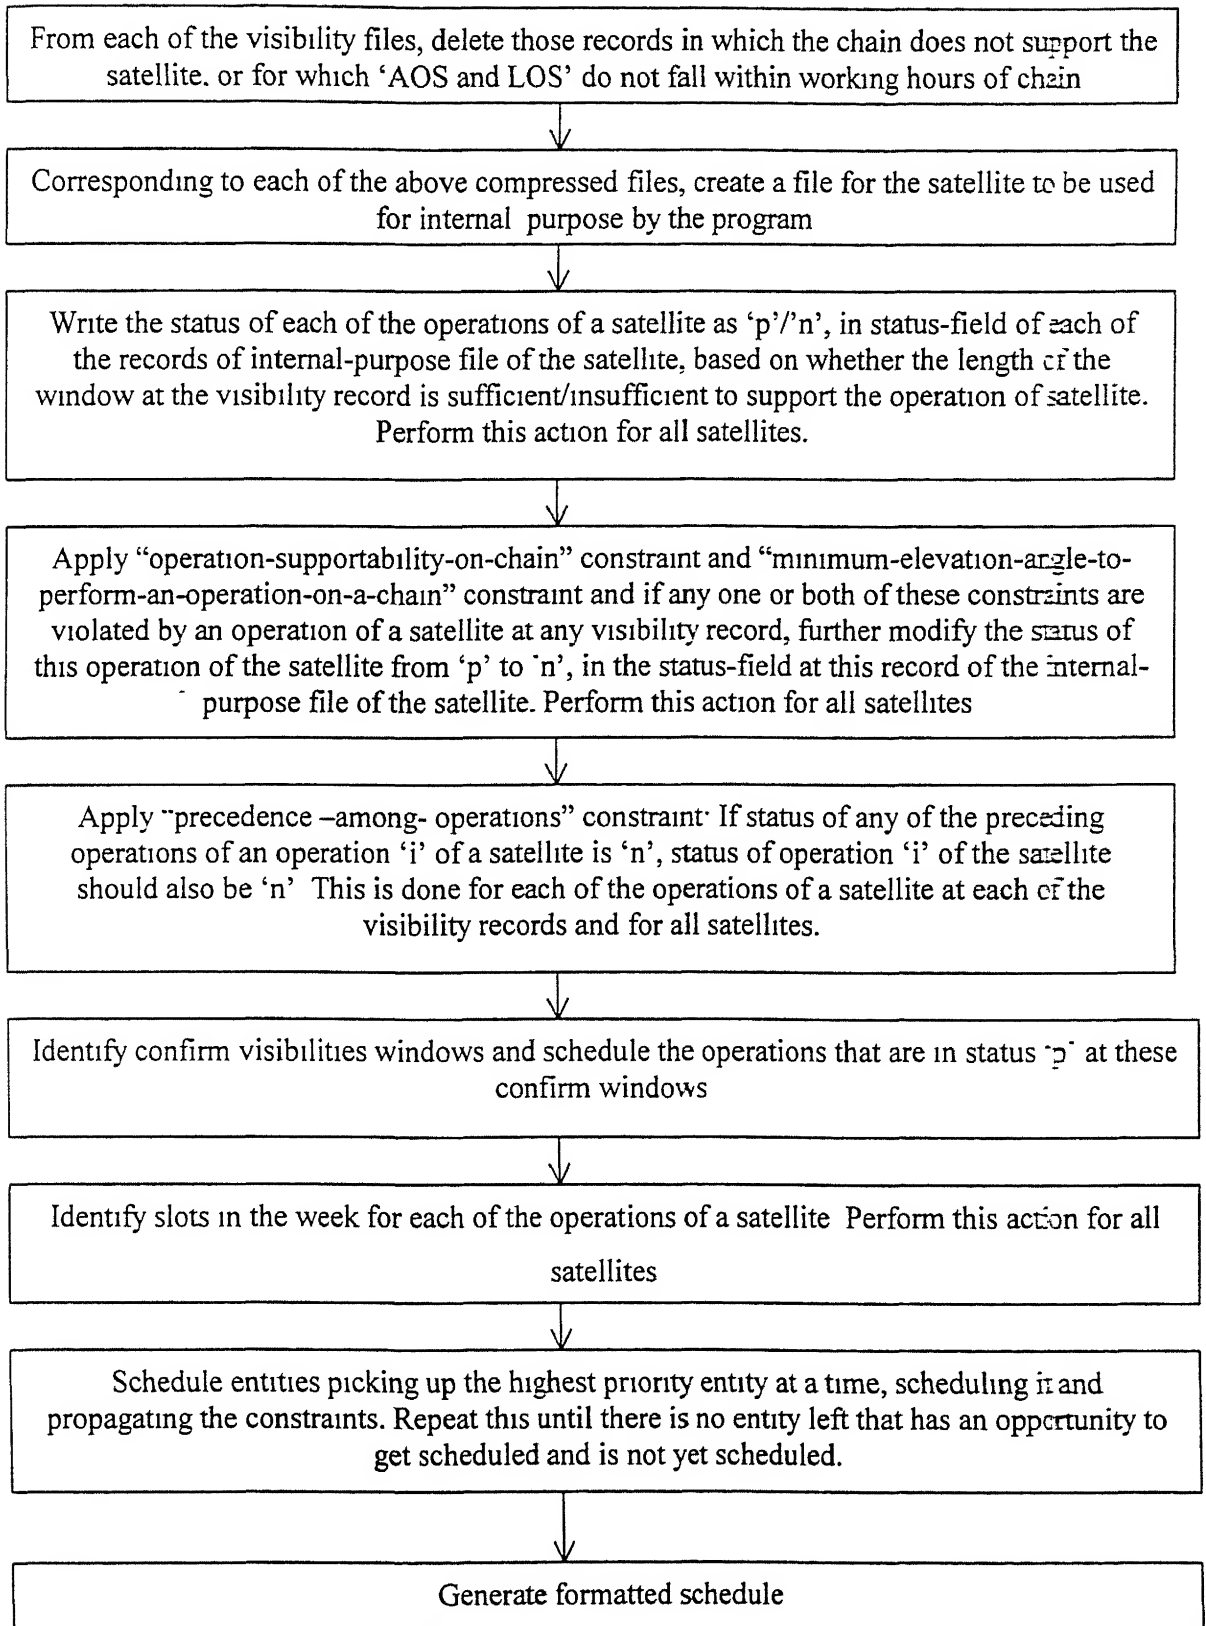 From each of the visibility files, delete those records in which the chain does not support the
satellite. or for which ‘AOS and LOS’ do not fall within working hours of chain
Corresponding to each of the above compressed files, create a file for the satellite to be used
for internal purpose by the program
Write the status of each of the operations of a satellite as ‘p’/’n’, in status-field of each of
the records of internal-purpose file of the satellite, based on whether the length of the
window at the visibility record is sufficient/insufficient to support the operation of satellite.
Perform this action for all satellites.
Apply “operation-supportability-on-chain” constraint and “minimum-elevation-angle-to-
perform-an-operation-on-a-chain” constraint and if any one or both of these constraints are
violated by an operation of a satellite at any visibility record, further modify the status of
this operation of the satellite from ‘p’ to ‘n’, in the status-field at this record of the internal-
purpose file of the satellite. Perform this action for all satellites
Apply “precedence –among- operations” constraint· If status of any of the preceding
operations of an operation ‘i’ of a satellite is ‘n’, status of operation ‘i’ of the satellite
should also be ‘n’ This is done for each of the operations of a satellite at each of the
visibility records and for all satellites.
Identify confirm visibilities windows and schedule the operations that are in status ‘p’ at these
confirm windows
Identify slots in the week for each of the operations of a satellite Perform this action for all
satellites
Schedule entities picking up the highest priority entity at a time, scheduling it and
propagating the constraints. Repeat this until there is no entity left that has an opportunity to
get scheduled and is not yet scheduled.
Generate formatted schedule